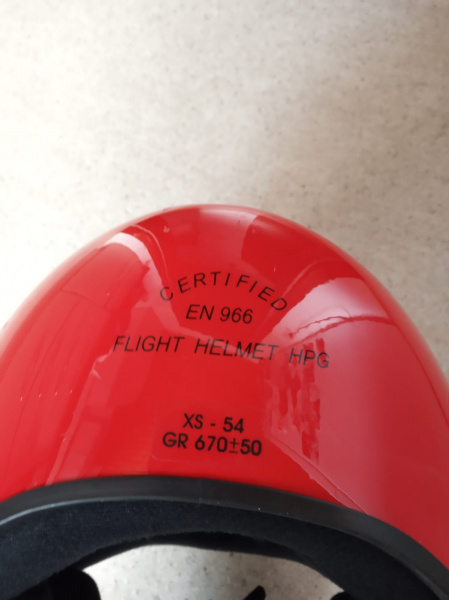 CERTIFIED
EN 966
FLIGHT HELMET HPG
XS - 54
GR 670±50